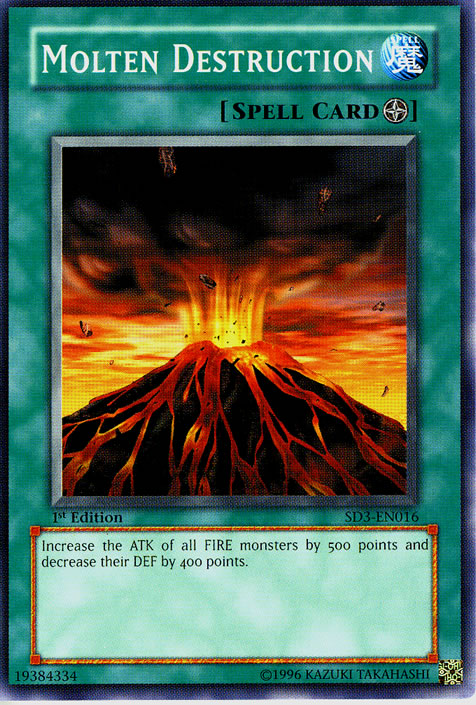 MOLTEN DESTRUCTION
SPELL
魔
[SPELL CARD]
1st Edition
SD3-EN016
Increase the ATK of all FIRE monsters by 500 points and
decrease their DEF by 400 points.
19384334
©1996 KAZUKI TAKAHASHI